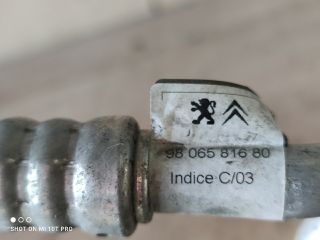 98 065 816 80
Indice C/03
SHOT ON MI 10T PRO